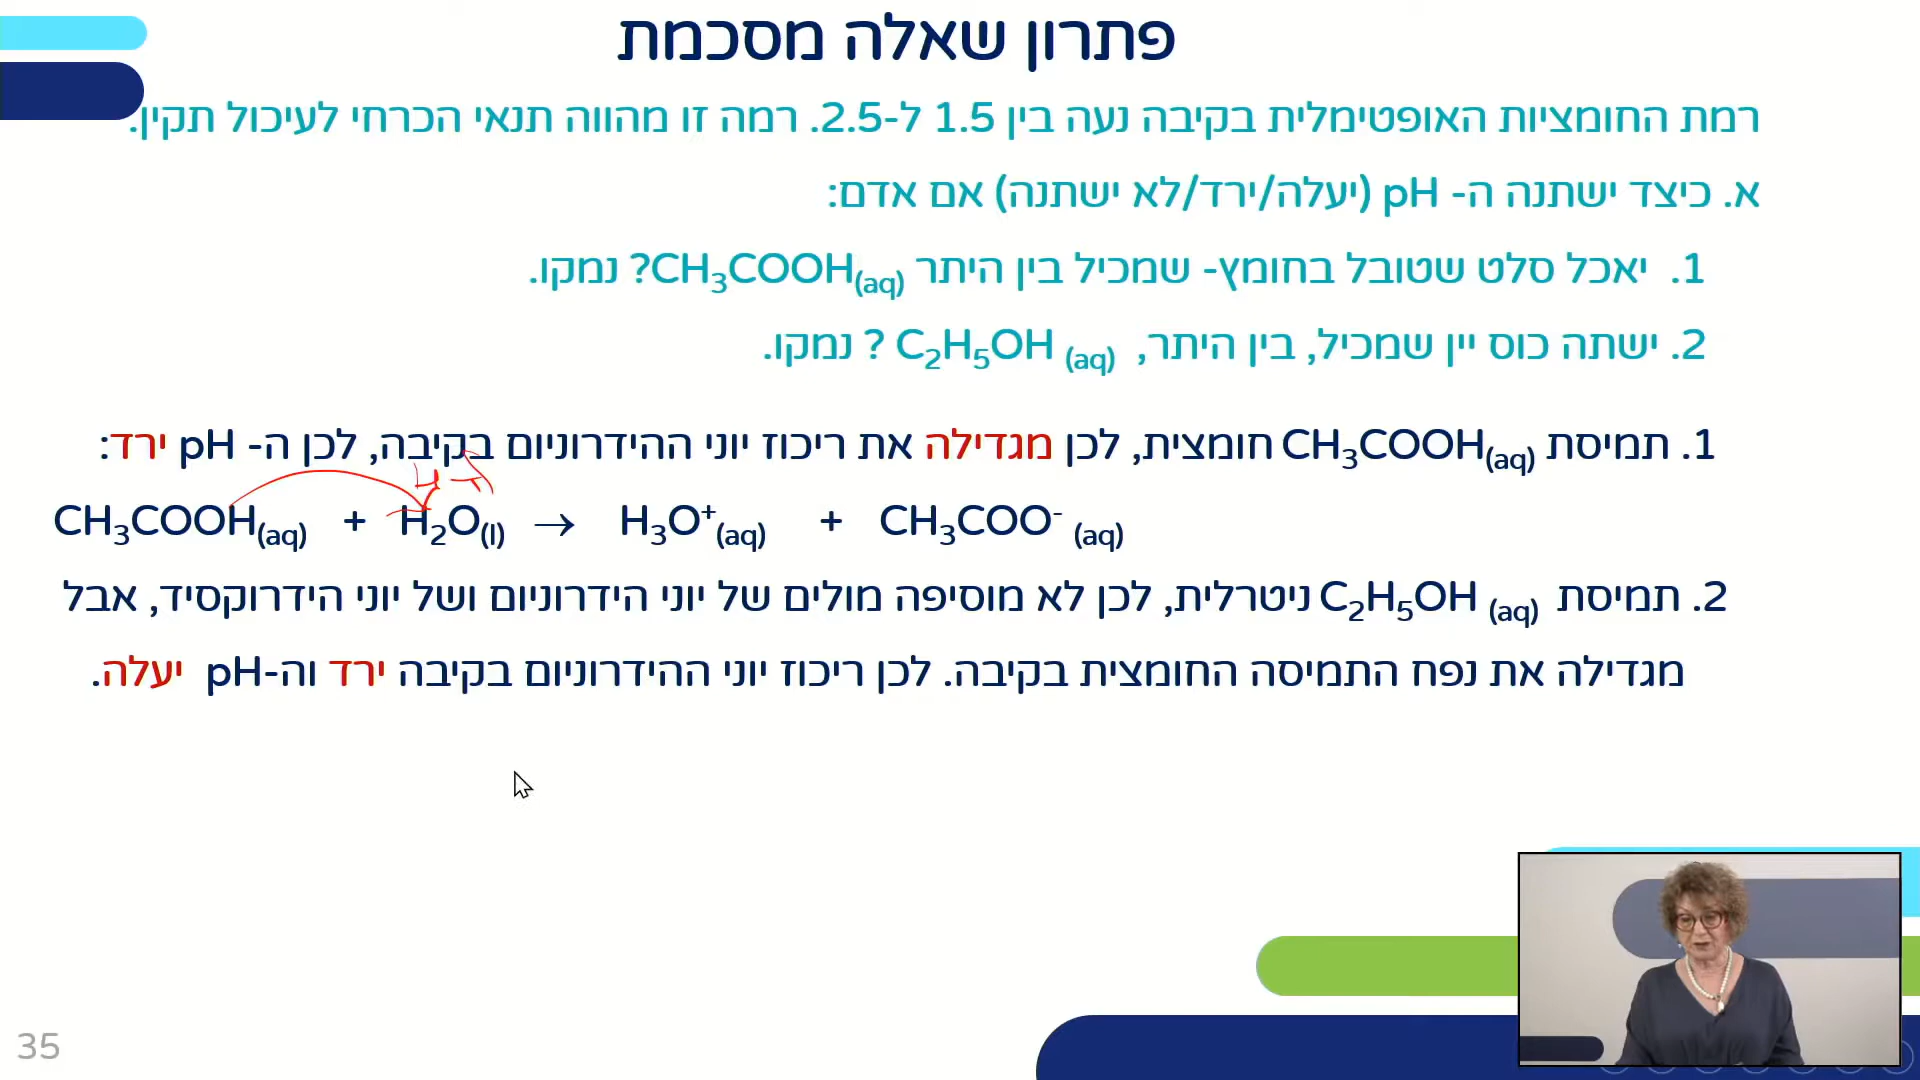 פתרון שאלה מסכמת
רמת החומציות האופטימלית בקיבה נעה בין 1.5 ל-2.5. רמה זו מהווה תנאי הכרחי לעיכול תקין.
א. כיצד ישתנה ה- pH (יעלה/ירד/לא ישתנה) אם אדם:
1. יאכל סלט שטובל בחומץ- שמכיל בין היתר CH₃COOH(aq)? נמקו.
2. ישתה כוס יין שמכיל, בין היתר, C₂H₅OH (aq) ? נמקו.
1. תמיסת CH₃COOH(aq) חומצית, לכן מגדילה את ריכוז יוני ההידרוניום בקיבה, לכן ה- pH ירד:
CH₃COOH(aq) + H₂O(l) → H₃O⁺(aq) + CH₃COO⁻ (aq)
2. תמיסת C₂H₅OH (aq) ניטרלית, לכן לא מוסיפה מולים של יוני הידרוניום ושל יוני הידרוקסיד, אבל
מגדילה את נפח התמיסה החומצית בקיבה. לכן ריכוז יוני ההידרוניום בקיבה ירד וה-pH יעלה.
35